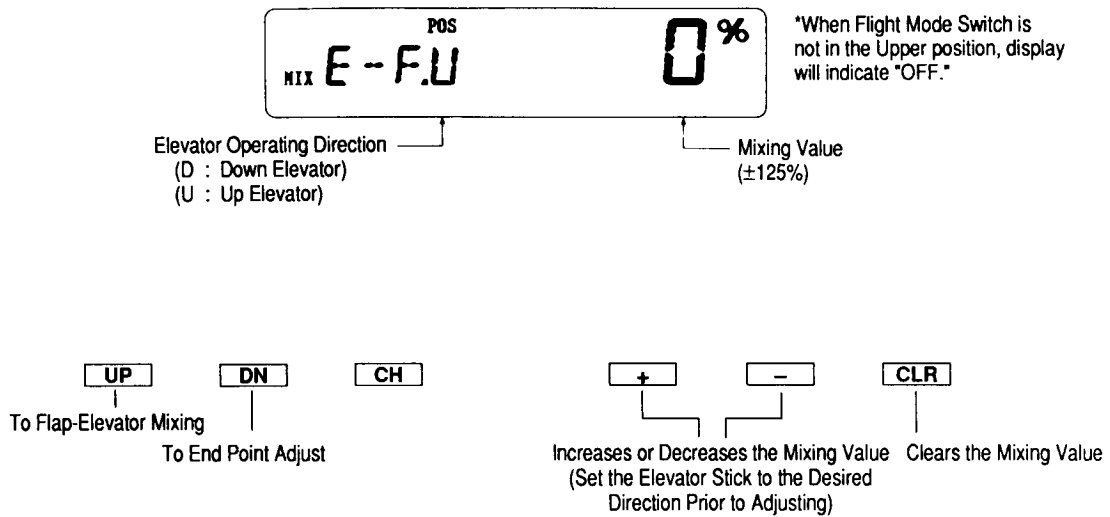 POS
MIX E-F.U 0%
*When Flight Mode Switch is
not in the Upper position, display
will indicate "OFF."
Elevator Operating Direction
(D : Down Elevator)
(U : Up Elevator)
Mixing Value
(±125%)
UP DN CH + − CLR
To Flap-Elevator Mixing
To End Point Adjust
Increases or Decreases the Mixing Value
(Set the Elevator Stick to the Desired
Direction Prior to Adjusting)
Clears the Mixing Value